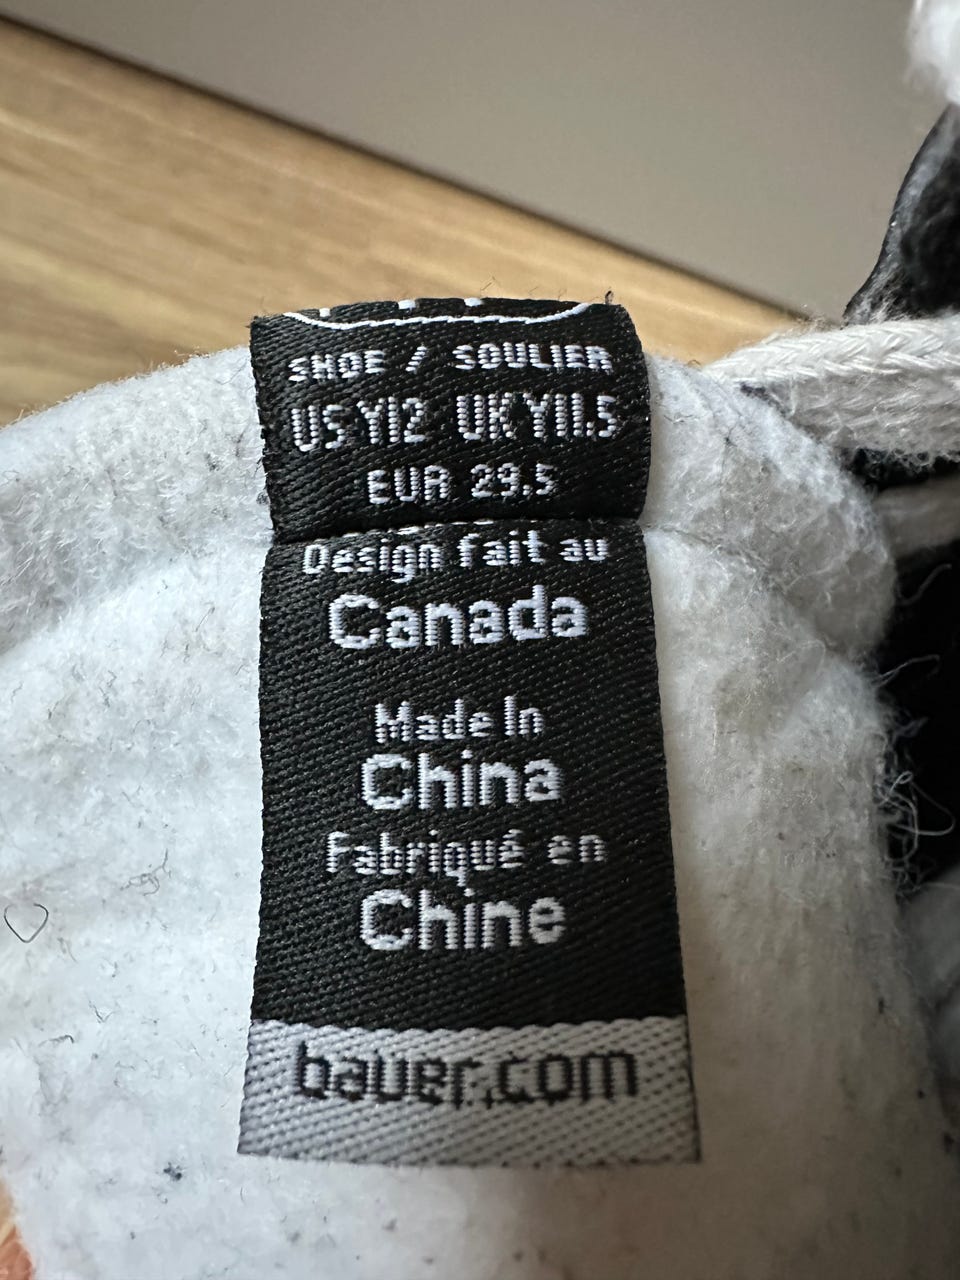 SHOE / SOULIER
US Y12 UK Y11.5
EUR 29.5
Design fait au
Canada
Made In
China
Fabriqué en
Chine
bauer.com